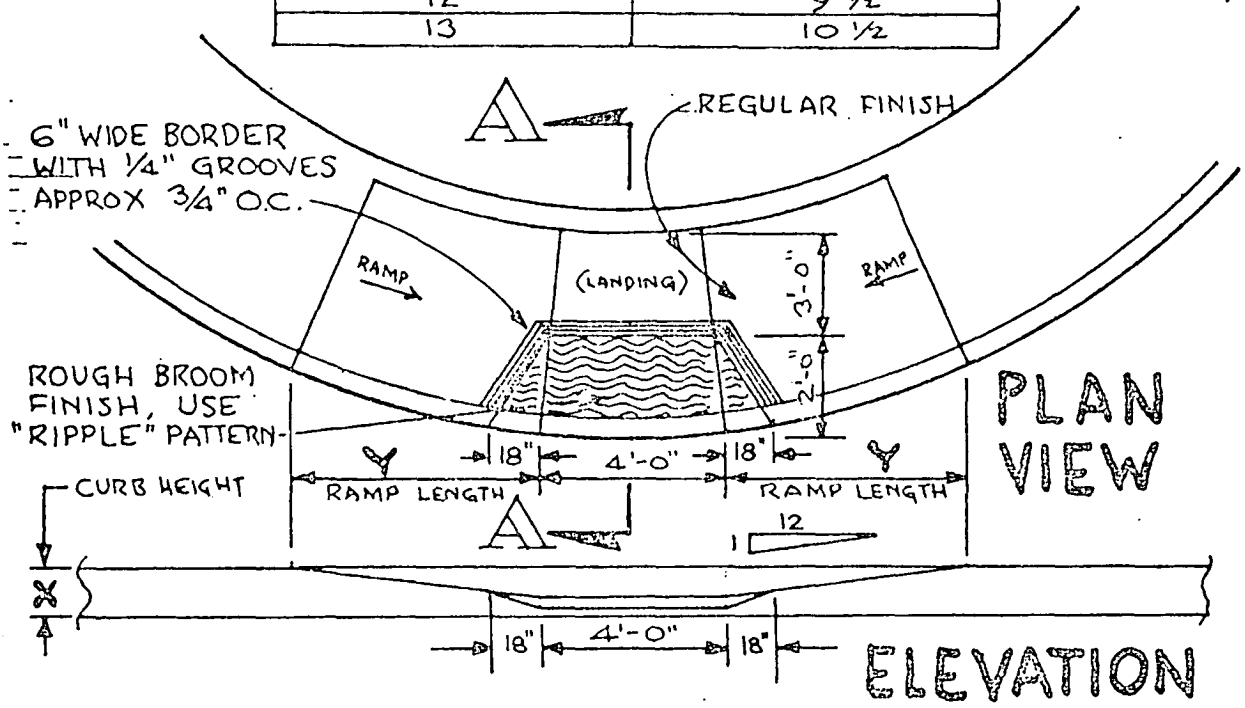 12 9 1/2
13 10 1/2
A
REGULAR FINISH
6" WIDE BORDER
WITH 1/4" GROOVES
APPROX 3/4" O.C.
RAMP
(LANDING)
RAMP
3'-0"
2'-0"
ROUGH BROOM
FINISH, USE
"RIPPLE" PATTERN
PLAN
VIEW
18" 4'-0" 18"
Y
Y
RAMP LENGTH
RAMP LENGTH
CURB HEIGHT
A
12
1
X
18" 4'-0" 18"
ELEVATION